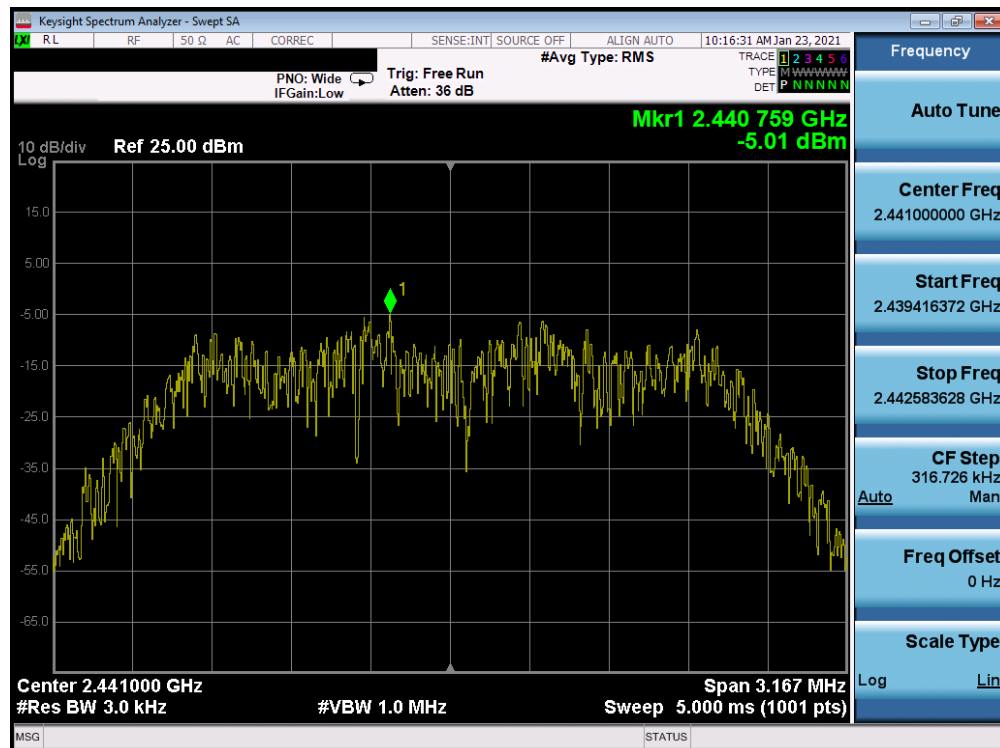 Keysight Spectrum Analyzer - Swept SA
LXI RL RF 50 Ω AC CORREC SENSE:INT SOURCE OFF ALIGN AUTO 10:16:31 AM Jan 23, 2021
Frequency
#Avg Type: RMS
TRACE 1 2 3 4 5 6
PNO: Wide
Trig: Free Run
TYPE M WWWWW
IFGain:Low
Atten: 36 dB
DET P N N N N N
Auto Tune
Mkr1 2.440 759 GHz
-5.01 dBm
10 dB/div
Log
Ref 25.00 dBm
15.0
5.00
-5.00
-15.0
-25.0
-35.0
-45.0
-55.0
-65.0
1
Center Freq
2.441000000 GHz
Start Freq
2.439416372 GHz
Stop Freq
2.442583628 GHz
CF Step
316.726 kHz
Auto Man
Freq Offset
0 Hz
Scale Type
Log Lin
Center 2.441000 GHz
Span 3.167 MHz
#Res BW 3.0 kHz
#VBW 1.0 MHz
Sweep 5.000 ms (1001 pts)
MSG
STATUS